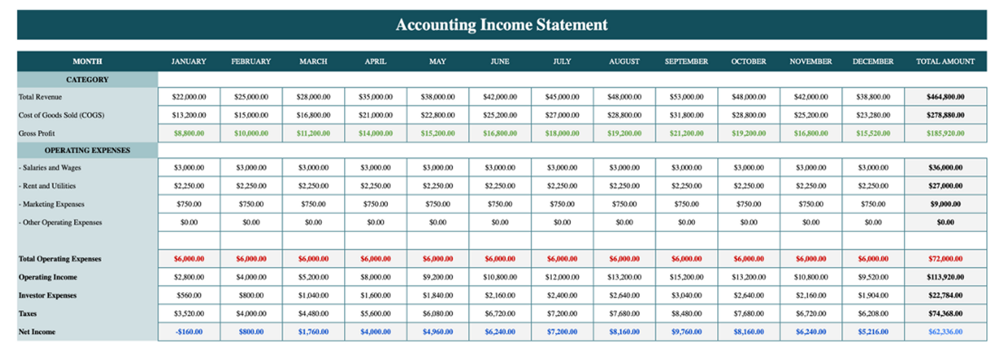 Accounting Income Statement
MONTH JANUARY FEBRUARY MARCH APRIL MAY JUNE JULY AUGUST SEPTEMBER OCTOBER NOVEMBER DECEMBER TOTAL AMOUNT
CATEGORY
Total Revenue $22,000.00 $25,000.00 $28,000.00 $35,000.00 $38,000.00 $42,000.00 $45,000.00 $48,000.00 $53,000.00 $48,000.00 $42,000.00 $38,800.00 $464,800.00
Cost of Goods Sold (COGS) $13,200.00 $15,000.00 $16,800.00 $21,000.00 $22,800.00 $25,200.00 $27,000.00 $28,800.00 $31,800.00 $28,800.00 $25,200.00 $23,280.00 $278,880.00
Gross Profit $8,800.00 $10,000.00 $11,200.00 $14,000.00 $15,200.00 $16,800.00 $18,000.00 $19,200.00 $21,200.00 $19,200.00 $16,800.00 $15,520.00 $185,920.00
OPERATING EXPENSES
- Salaries and Wages $3,000.00 $3,000.00 $3,000.00 $3,000.00 $3,000.00 $3,000.00 $3,000.00 $3,000.00 $3,000.00 $3,000.00 $3,000.00 $3,000.00 $36,000.00
- Rent and Utilities $2,250.00 $2,250.00 $2,250.00 $2,250.00 $2,250.00 $2,250.00 $2,250.00 $2,250.00 $2,250.00 $2,250.00 $2,250.00 $2,250.00 $27,000.00
- Marketing Expenses $750.00 $750.00 $750.00 $750.00 $750.00 $750.00 $750.00 $750.00 $750.00 $750.00 $750.00 $750.00 $9,000.00
- Other Operating Expenses $0.00 $0.00 $0.00 $0.00 $0.00 $0.00 $0.00 $0.00 $0.00 $0.00 $0.00 $0.00 $0.00
Total Operating Expenses $6,000.00 $6,000.00 $6,000.00 $6,000.00 $6,000.00 $6,000.00 $6,000.00 $6,000.00 $6,000.00 $6,000.00 $6,000.00 $6,000.00 $72,000.00
Operating Income $2,800.00 $4,000.00 $5,200.00 $8,000.00 $9,200.00 $10,800.00 $12,000.00 $13,200.00 $15,200.00 $13,200.00 $10,800.00 $9,520.00 $113,920.00
Investor Expenses $560.00 $800.00 $1,040.00 $1,600.00 $1,840.00 $2,160.00 $2,400.00 $2,640.00 $3,040.00 $2,640.00 $2,160.00 $1,904.00 $22,784.00
Taxes $3,520.00 $4,000.00 $4,480.00 $5,600.00 $6,080.00 $6,720.00 $7,200.00 $7,680.00 $8,480.00 $7,680.00 $6,720.00 $6,208.00 $74,368.00
Net Income -$160.00 $800.00 $1,760.00 $4,000.00 $4,960.00 $6,240.00 $7,200.00 $8,160.00 $9,760.00 $8,160.00 $6,240.00 $5,216.00 $62,336.00